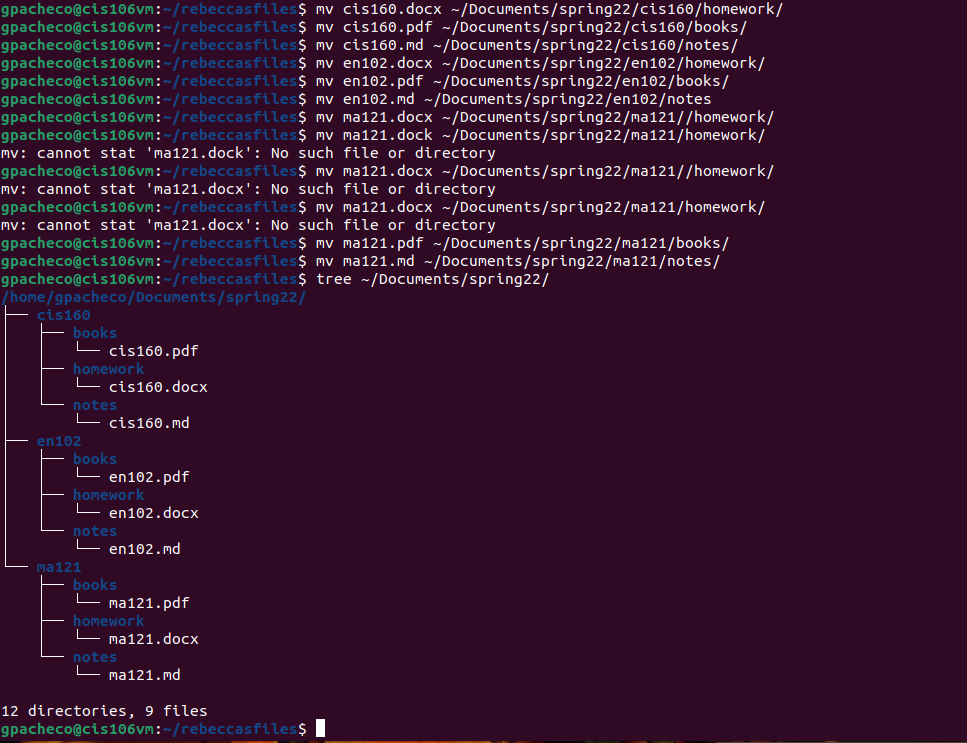 gpacheco@cis106vm:~/rebeccasfiles$ mv cis160.docx ~/Documents/spring22/cis160/homework/
gpacheco@cis106vm:~/rebeccasfiles$ mv cis160.pdf ~/Documents/spring22/cis160/books/
gpacheco@cis106vm:~/rebeccasfiles$ mv cis160.md ~/Documents/spring22/cis160/notes/
gpacheco@cis106vm:~/rebeccasfiles$ mv en102.docx ~/Documents/spring22/en102/homework/
gpacheco@cis106vm:~/rebeccasfiles$ mv en102.pdf ~/Documents/spring22/en102/books/
gpacheco@cis106vm:~/rebeccasfiles$ mv en102.md ~/Documents/spring22/en102/notes
gpacheco@cis106vm:~/rebeccasfiles$ mv ma121.docx ~/Documents/spring22/ma121//homework/
gpacheco@cis106vm:~/rebeccasfiles$ mv ma121.dock ~/Documents/spring22/ma121/homework/
mv: cannot stat 'ma121.dock': No such file or directory
gpacheco@cis106vm:~/rebeccasfiles$ mv ma121.docx ~/Documents/spring22/ma121//homework/
mv: cannot stat 'ma121.docx': No such file or directory
gpacheco@cis106vm:~/rebeccasfiles$ mv ma121.docx ~/Documents/spring22/ma121/homework/
mv: cannot stat 'ma121.docx': No such file or directory
gpacheco@cis106vm:~/rebeccasfiles$ mv ma121.pdf ~/Documents/spring22/ma121/books/
gpacheco@cis106vm:~/rebeccasfiles$ mv ma121.md ~/Documents/spring22/ma121/notes/
gpacheco@cis106vm:~/rebeccasfiles$ tree ~/Documents/spring22/
/home/gpacheco/Documents/spring22/
├── cis160
│   ├── books
│   │   └── cis160.pdf
│   ├── homework
│   │   └── cis160.docx
│   └── notes
│       └── cis160.md
├── en102
│   ├── books
│   │   └── en102.pdf
│   ├── homework
│   │   └── en102.docx
│   └── notes
│       └── en102.md
└── ma121
    ├── books
    │   └── ma121.pdf
    ├── homework
    │   └── ma121.docx
    └── notes
        └── ma121.md

12 directories, 9 files
gpacheco@cis106vm:~/rebeccasfiles$